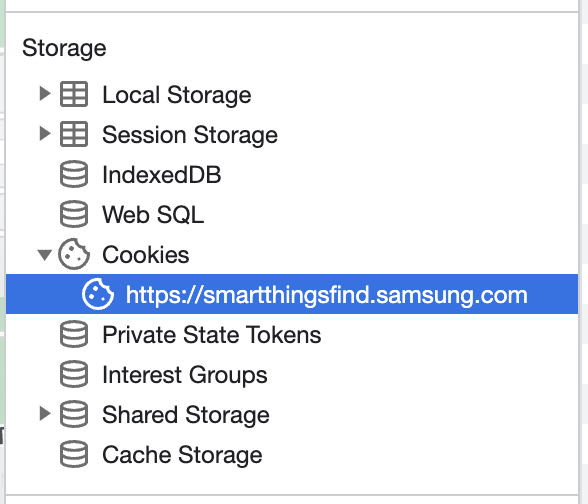 Storage
Local Storage
Session Storage
IndexedDB
Web SQL
Cookies
https://smartthingsfind.samsung.com
Private State Tokens
Interest Groups
Shared Storage
Cache Storage